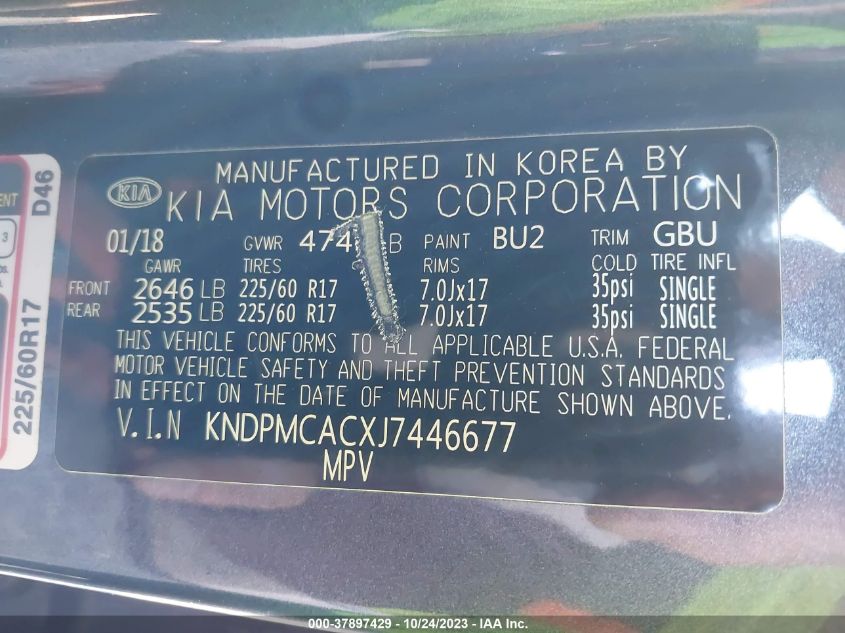 MANUFACTURED IN KOREA BY
KIA KIA MOTORS CORPORATION
01/18 GVWR PAINT BU2 TRIM GBU
GAWR TIRES RIMS COLD TIRE INFL
FRONT 2646 LB 225/60 R17 7.0Jx17 35psi SINGLE
REAR 2535 LB 225/60 R17 7.0Jx17 35psi SINGLE
THIS VEHICLE CONFORMS TO ALL APPLICABLE U.S.A. FEDERAL
MOTOR VEHICLE SAFETY AND THEFT PREVENTION STANDARDS
IN EFFECT ON THE DATE OF MANUFACTURE SHOWN ABOVE.
V.I.N KNDPMCACXJ7446677
MPV
D46
3
225/60R17
000-37897429 - 10/24/2023 - IAA Inc.